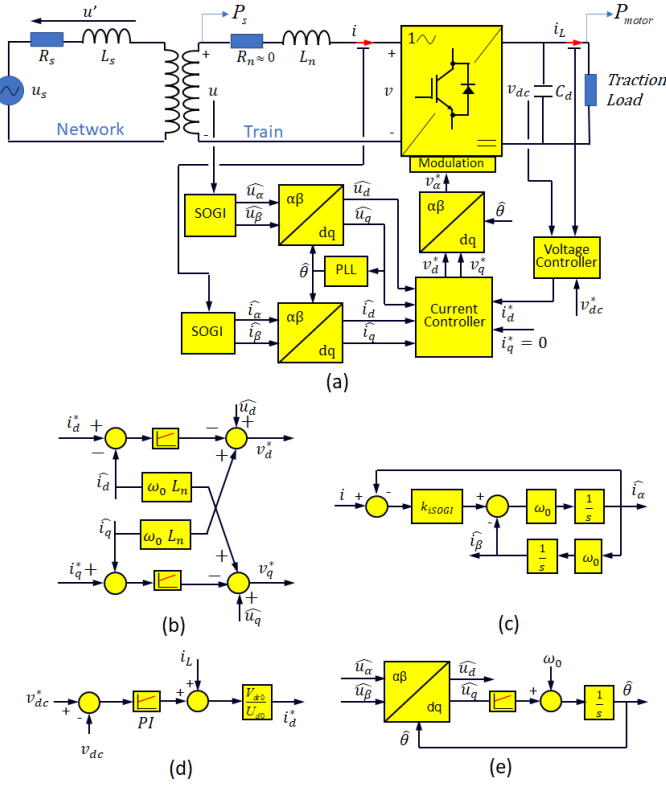 u' P_s i i_L P_motor
R_s L_s R_n≈0 L_n 1
+ + v_dc C_d Traction Load
u_s u v
Network - Train -
Modulation
v_α^*
SOGI û_α û_β αβ dq û_d û_q αβ dq θ̂ Voltage Controller
θ̂ PLL v_d^* v_q^*
SOGI î_α î_β αβ dq î_d î_q Current Controller i_d^* v_dc^*
i_q^* = 0
(a)
i_d^* + - - + û_d v_d^*
î_d ω_0 L_n +
î_q ω_0 L_n
i_q^* + - - + + v_q^*
û_q
(b)
i + - k_iSOGI + - ω_0 1/s î_α
î_β 1/s ω_0
(c)
v_dc^* + - PI + + i_L V_dc0/U_d0 i_d^*
v_dc
(d)
û_α û_β αβ dq û_d û_q + + ω_0 1/s θ̂
θ̂
(e)